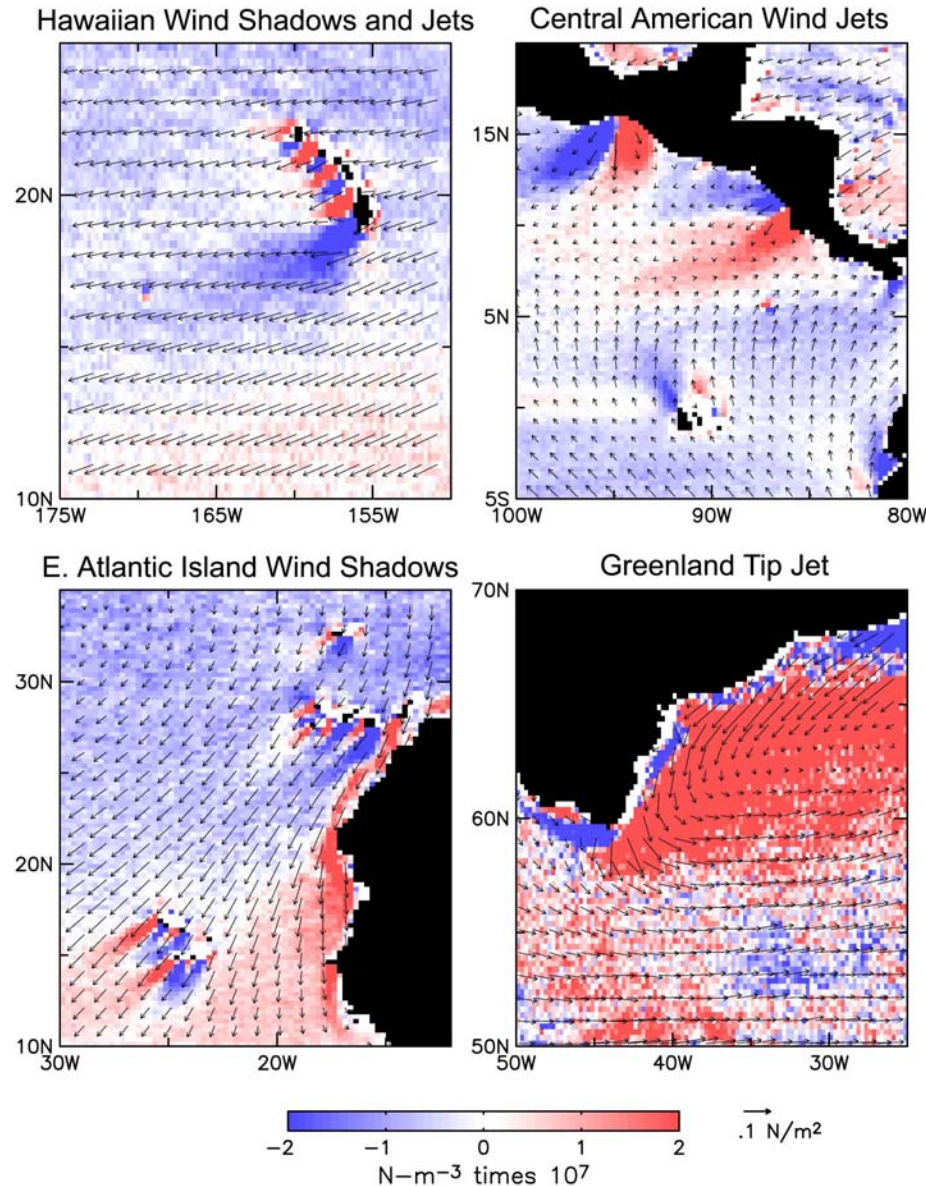 Hawaiian Wind Shadows and Jets
20N
10N
175W 165W 155W
Central American Wind Jets
15N
5N
5S
100W 90W 80W
E. Atlantic Island Wind Shadows
30N
20N
10N
30W 20W
Greenland Tip Jet
70N
60N
50N
50W 40W 30W
−2 −1 0 1 2
N−m⁻³ times 10⁷
.1 N/m²